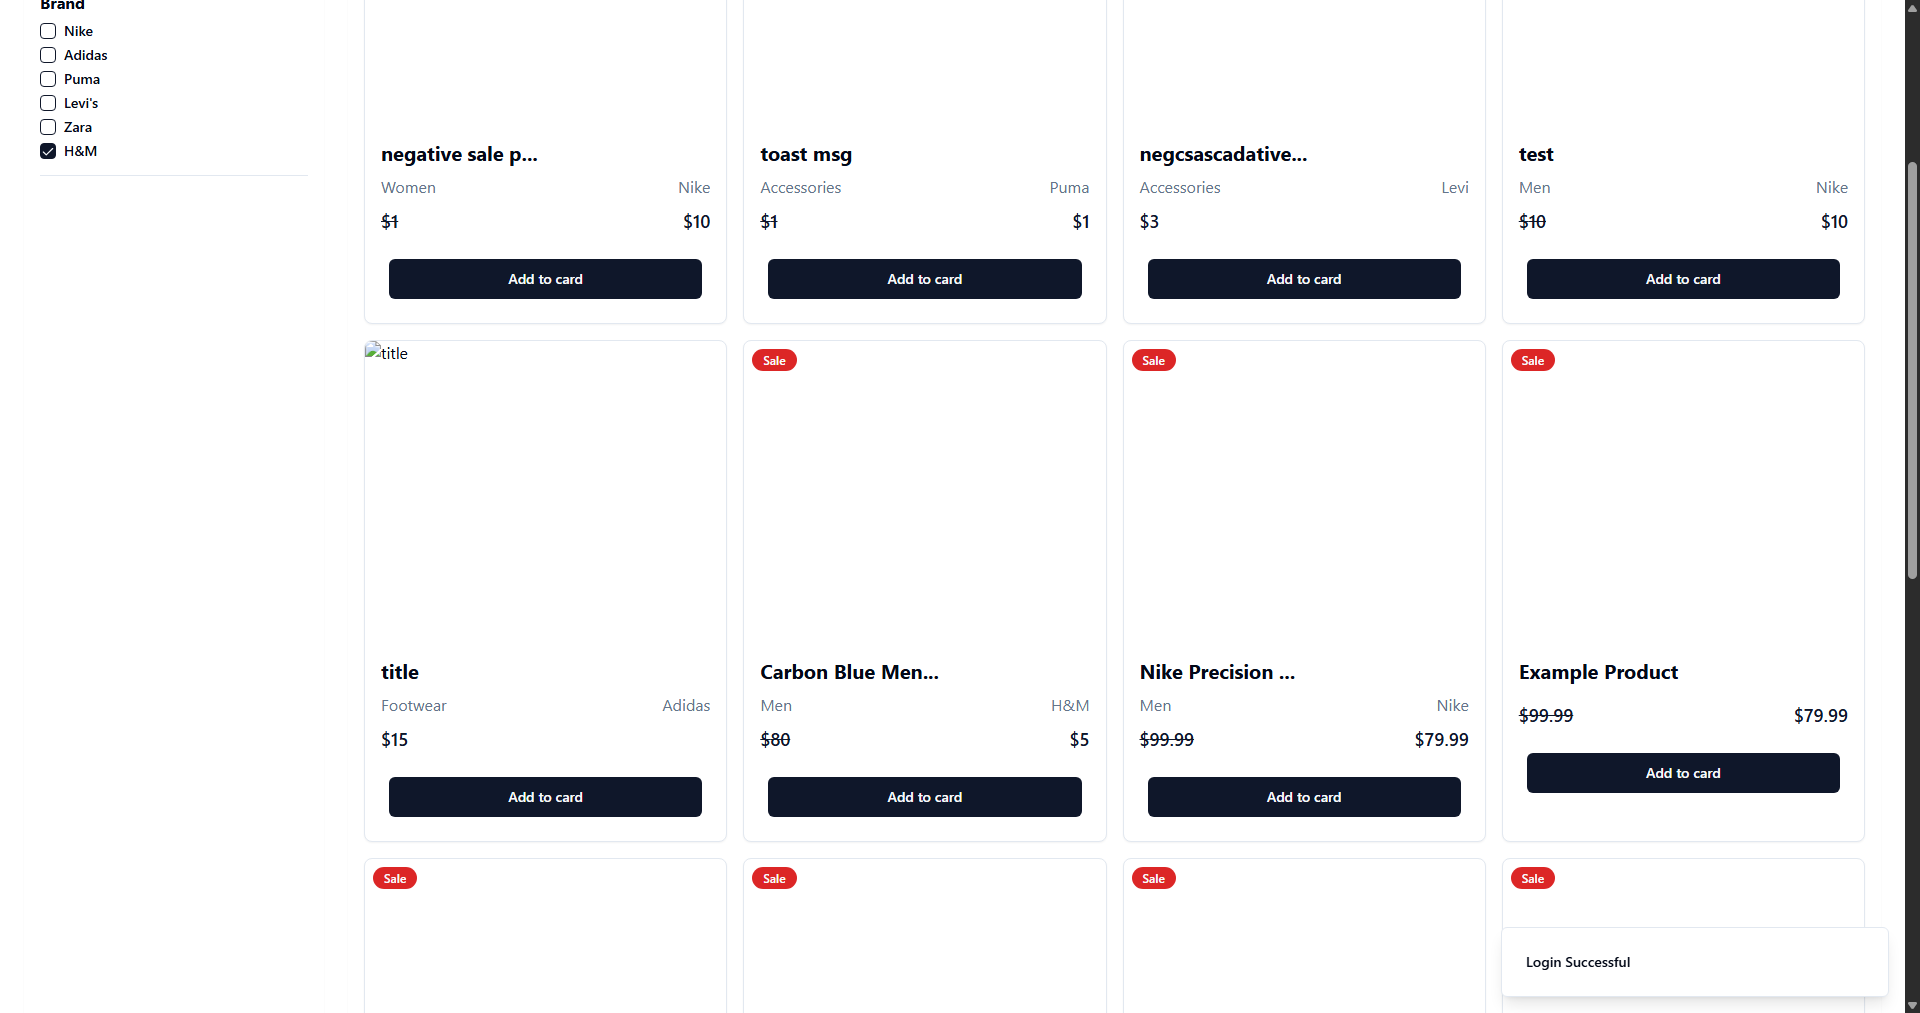 Brand
Nike
Adidas
Puma
Levi's
Zara
H&M
negative sale p...
Women Nike
$1 $10
Add to card
toast msg
Accessories Puma
$1 $1
Add to card
negcsascadative...
Accessories Levi
$3
Add to card
test
Men Nike
$10 $10
Add to card
title
title
Footwear Adidas
$15
Add to card
Sale
Carbon Blue Men...
Men H&M
$80 $5
Add to card
Sale
Nike Precision ...
Men Nike
$99.99 $79.99
Add to card
Sale
Example Product
$99.99 $79.99
Add to card
Sale
Sale
Sale
Sale
Login Successful